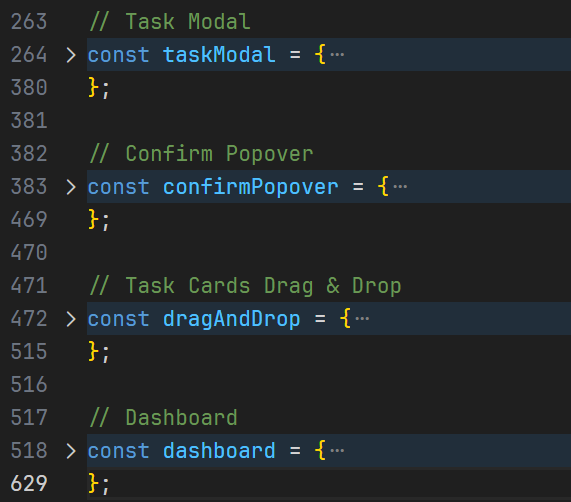 263 // Task Modal
264 > const taskModal = {···
380 };
381
382 // Confirm Popover
383 > const confirmPopover = {···
469 };
470
471 // Task Cards Drag & Drop
472 > const dragAndDrop = {···
515 };
516
517 // Dashboard
518 > const dashboard = {···
629 };